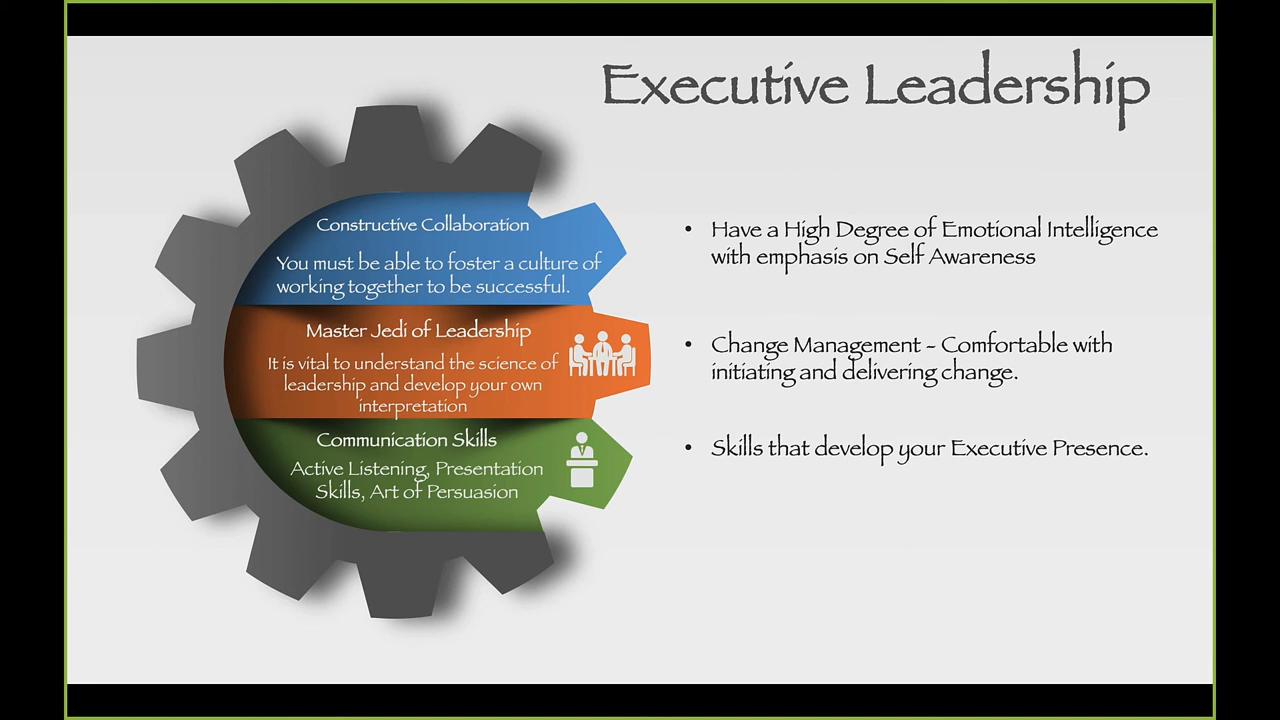 Executive Leadership
Constructive Collaboration
You must be able to foster a culture of
working together to be successful.
Master Jedi of Leadership
It is vital to understand the science of
leadership and develop your own
interpretation
Communication Skills
Active Listening, Presentation
Skills, Art of Persuasion
• Have a High Degree of Emotional Intelligence
with emphasis on Self Awareness
• Change Management - Comfortable with
initiating and delivering change.
• Skills that develop your Executive Presence.